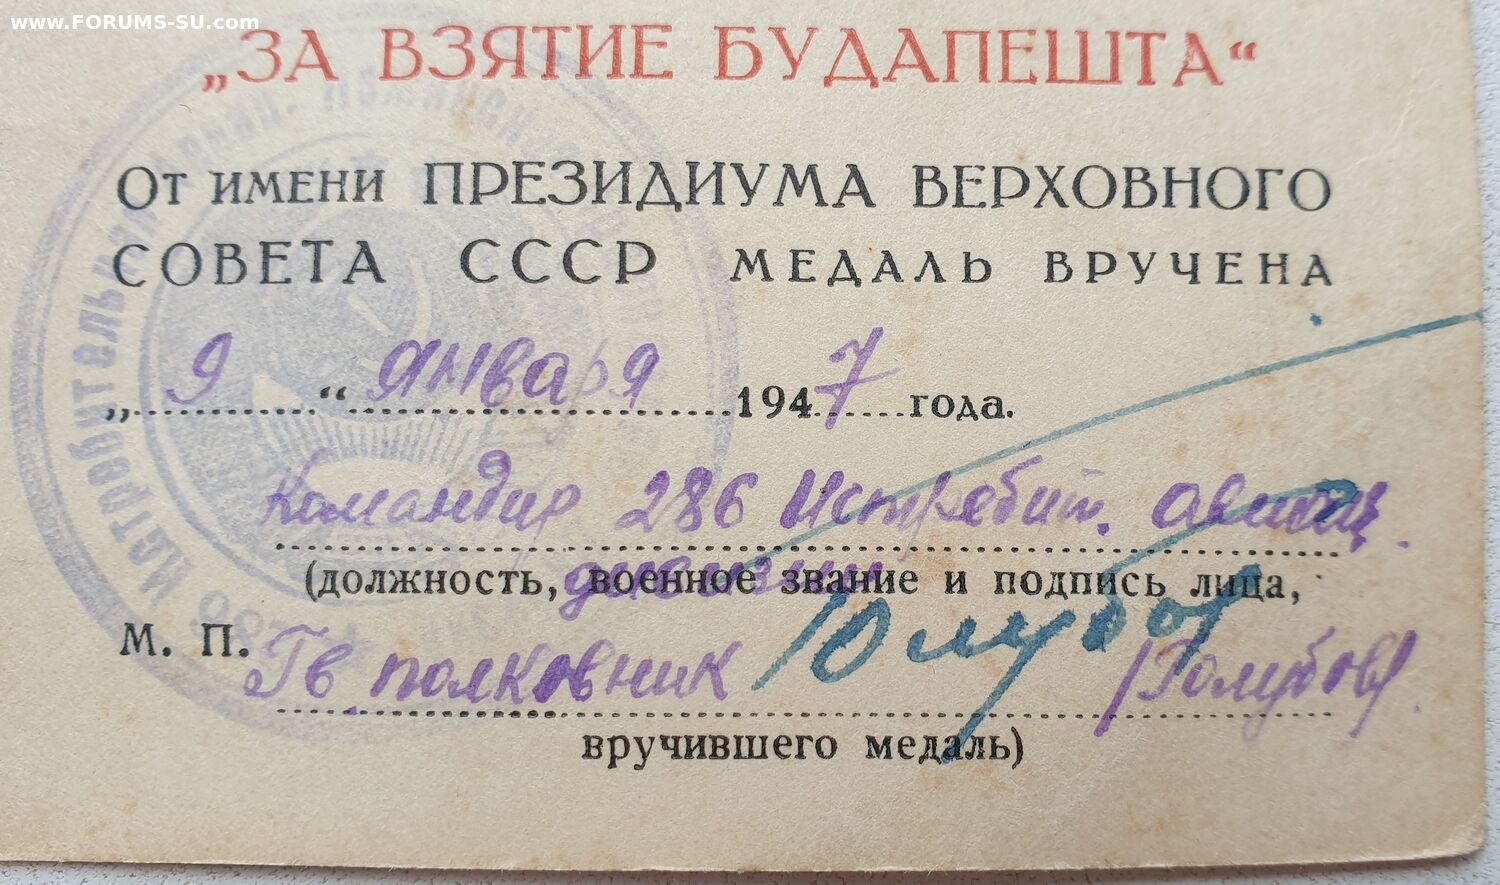 www.FORUMS-SU.com
„ЗА ВЗЯТИЕ БУДАПЕШТА“
От имени ПРЕЗИДИУМА ВЕРХОВНОГО
СОВЕТА СССР МЕДАЛЬ ВРУЧЕНА
„9“ января 1947 года.
Командир 286 Истребит. авиац.
дивизии
(должность, военное звание и подпись лица,
М. П. Гв полковник /Голубов/.
вручившего медаль)